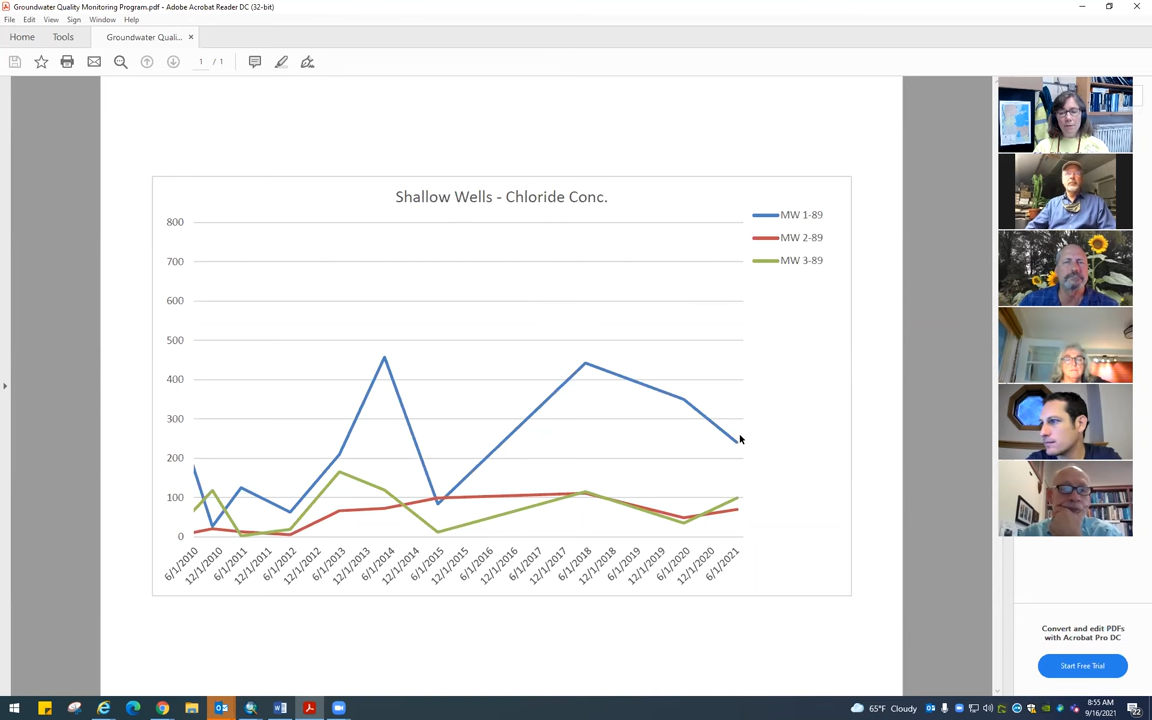 Groundwater Quality Monitoring Program.pdf - Adobe Acrobat Reader DC (32-bit)
File Edit View Sign Window Help
Home Tools Groundwater Quali... ×
1 / 1
Shallow Wells - Chloride Conc.
MW 1-89
MW 2-89
MW 3-89
800
700
600
500
400
300
200
100
0
6/1/2010 12/1/2010 6/1/2011 12/1/2011 6/1/2012 12/1/2012 6/1/2013 12/1/2013 6/1/2014 12/1/2014 6/1/2015 12/1/2015 6/1/2016 12/1/2016 6/1/2017 12/1/2017 6/1/2018 12/1/2018 6/1/2019 12/1/2019 6/1/2020 12/1/2020 6/1/2021
Convert and edit PDFs
with Acrobat Pro DC
Start Free Trial
65°F Cloudy
8:55 AM
9/16/2021
22